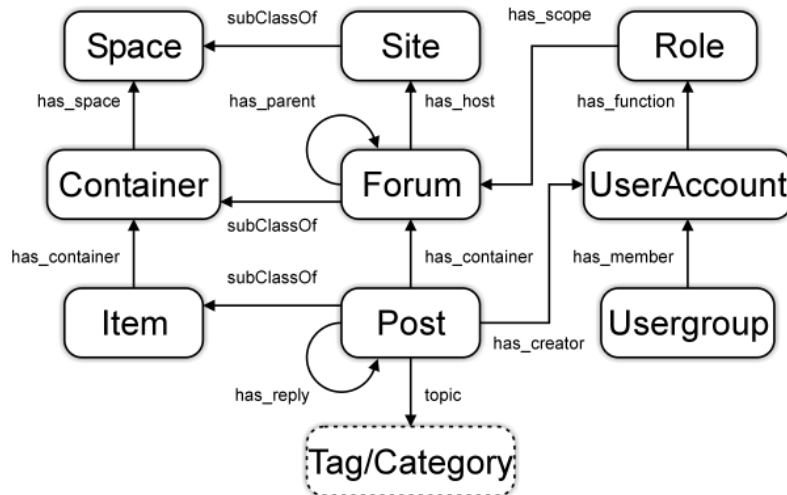 subClassOf
has_scope
Space
Site
Role
has_space
has_parent
has_host
has_function
Container
Forum
UserAccount
subClassOf
has_container
has_container
has_member
subClassOf
Item
Post
Usergroup
has_creator
has_reply
topic
Tag/Category